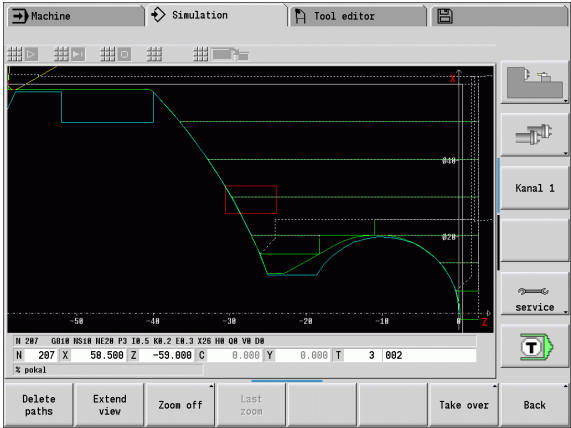 Machine
Simulation
Tool editor
X
Ø40
Kanal 1
Ø20
-50 -40 -30 -20 -10 Ø Z
service
N 207 G810 NS10 NE20 P3 I0.5 K0.2 E0.3 X26 H0 Q0 V0 D0
N 207 X 58.500 Z -59.000 C 0.000 Y 0.000 T 3 002
T
% pokal
Delete paths
Extend view
Zoom off
Last zoom
Take over
Back